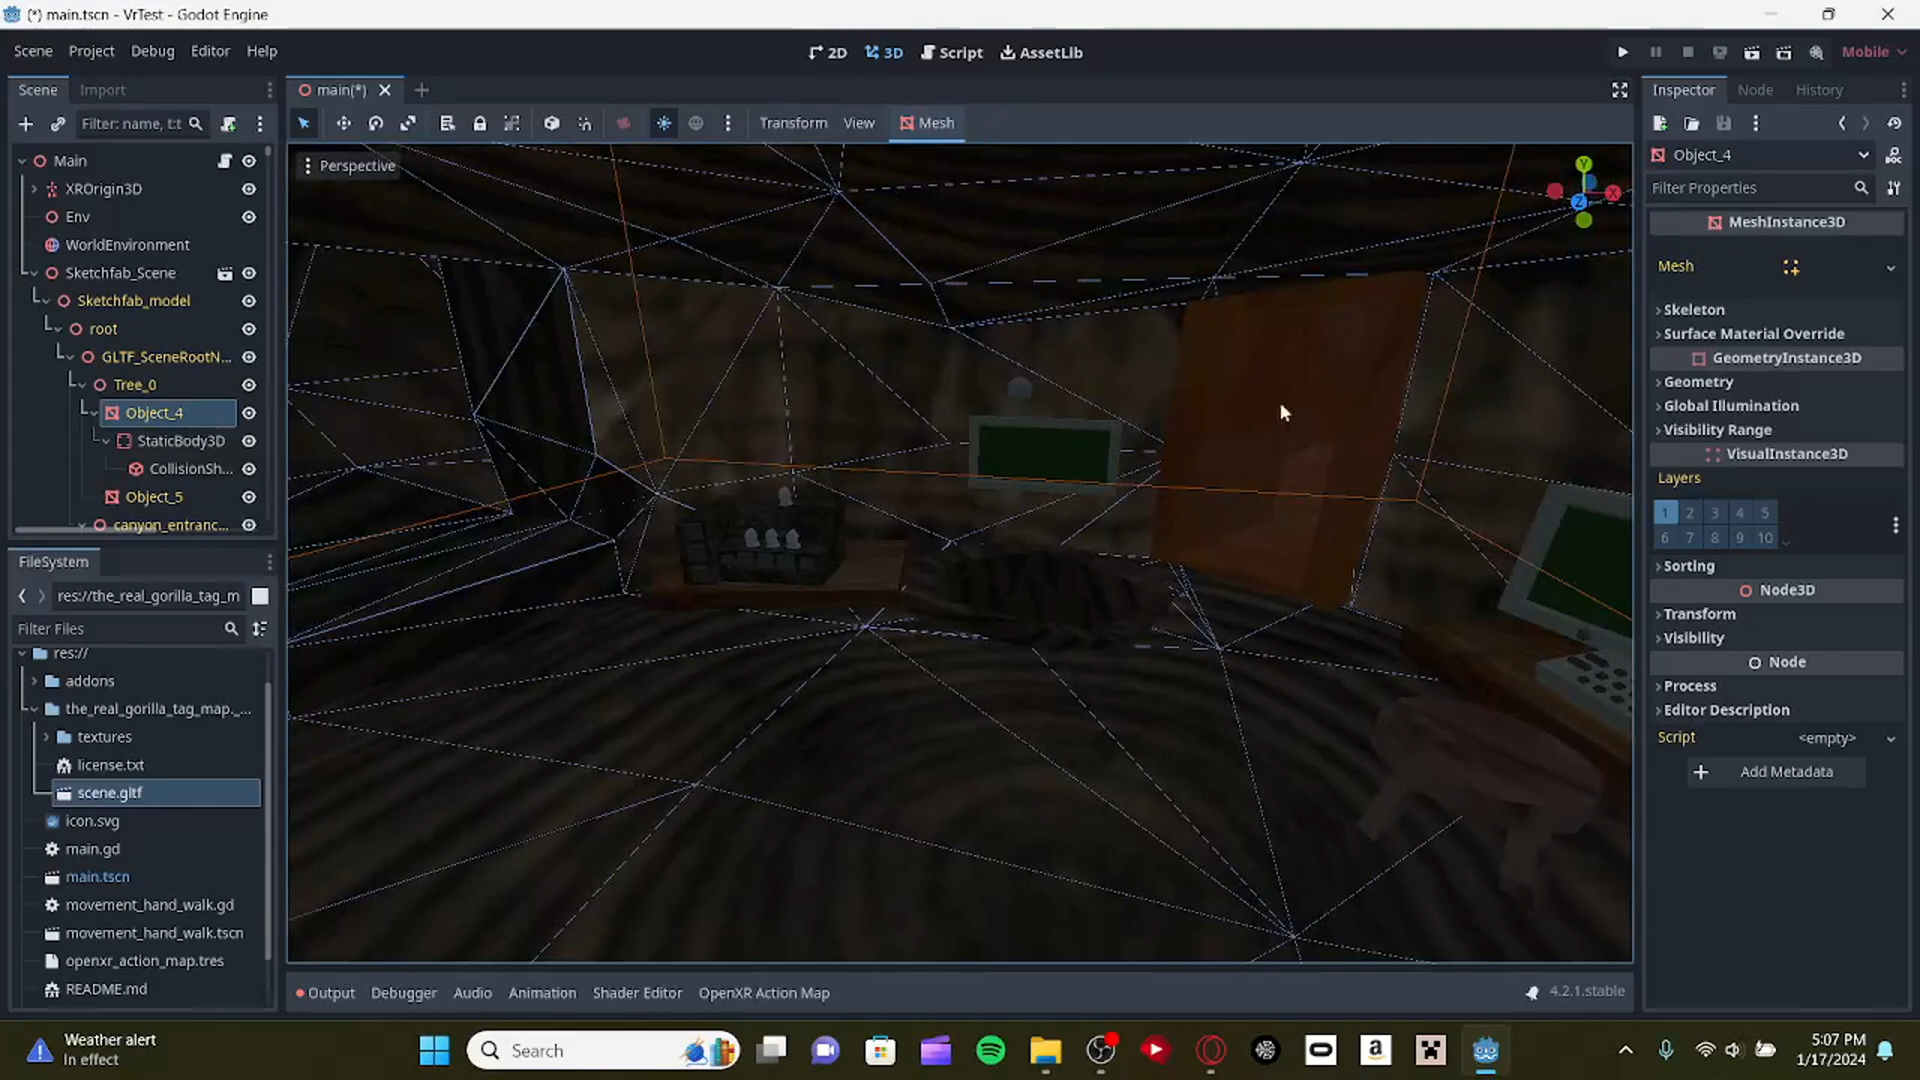 (*) main.tscn - VrTest - Godot Engine
Scene Project Debug Editor Help
2D 3D Script AssetLib
Mobile
Scene Import
Filter: name, t:t
Main
XROrigin3D
Env
WorldEnvironment
Sketchfab_Scene
Sketchfab_model
root
GLTF_SceneRootN...
Tree_0
Object_4
StaticBody3D
CollisionSh...
Object_5
canyon_entranc...
FileSystem
res://the_real_gorilla_tag_m
Filter Files
res://
addons
the_real_gorilla_tag_map._...
textures
license.txt
scene.gltf
icon.svg
main.gd
main.tscn
movement_hand_walk.gd
movement_hand_walk.tscn
openxr_action_map.tres
README.md
main(*)
Transform View Mesh
Perspective
Y
X
Z
Output Debugger Audio Animation Shader Editor OpenXR Action Map
4.2.1.stable
Inspector Node History
Object_4
Filter Properties
MeshInstance3D
Mesh
Skeleton
Surface Material Override
GeometryInstance3D
Geometry
Global Illumination
Visibility Range
VisualInstance3D
Layers
1 2 3 4 5
6 7 8 9 10
Sorting
Node3D
Transform
Visibility
Node
Process
Editor Description
Script <empty>
Add Metadata
Weather alert
In effect
Search
5:07 PM
1/17/2024